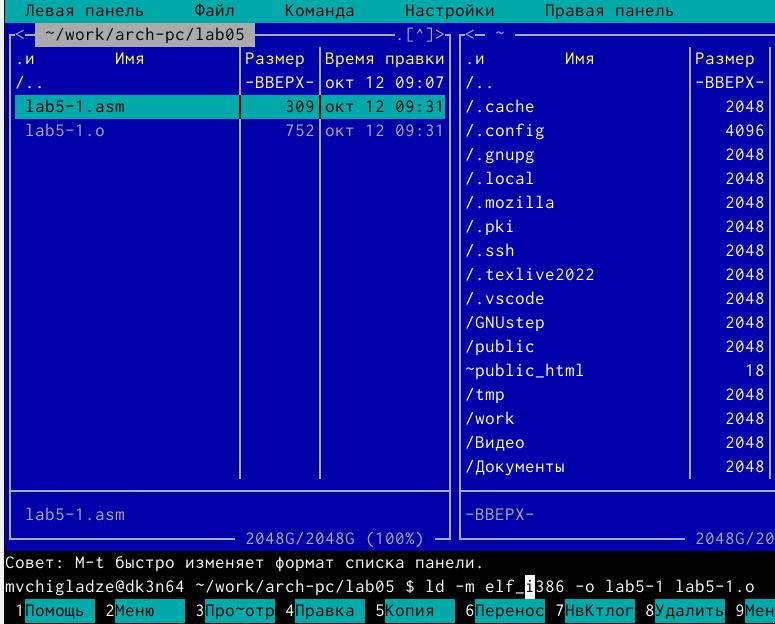 Левая панель Файл Команда Настройки Правая панель
<— ~/work/arch-pc/lab05 .[^]> <— ~
.и Имя Размер Время правки .и Имя Размер
/.. -ВВЕРХ- окт 12 09:07 /.. -ВВЕРХ-
lab5-1.asm 309 окт 12 09:31 /.cache 2048
lab5-1.o 752 окт 12 09:31 /.config 4096
/.gnupg 2048
/.local 2048
/.mozilla 2048
/.pki 2048
/.ssh 2048
/.texlive2022 2048
/.vscode 2048
/GNUstep 2048
/public 2048
~public_html 18
/tmp 2048
/work 2048
/Видео 2048
/Документы 2048
lab5-1.asm -ВВЕРХ-
2048G/2048G (100%) 2048G/20
Совет: M-t быстро изменяет формат списка панели.
mvchigladze@dk3n64 ~/work/arch-pc/lab05 $ ld -m elf_i386 -o lab5-1 lab5-1.o
1Помощь 2Меню 3Про~отр 4Правка 5Копия 6Перенос 7НвКтлог 8Удалить 9Мен